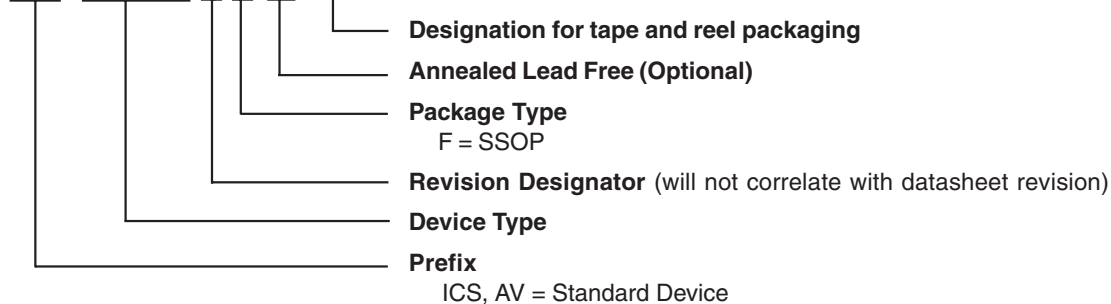 Designation for tape and reel packaging
Annealed Lead Free (Optional)
Package Type
F = SSOP
Revision Designator (will not correlate with datasheet revision)
Device Type
Prefix
ICS, AV = Standard Device